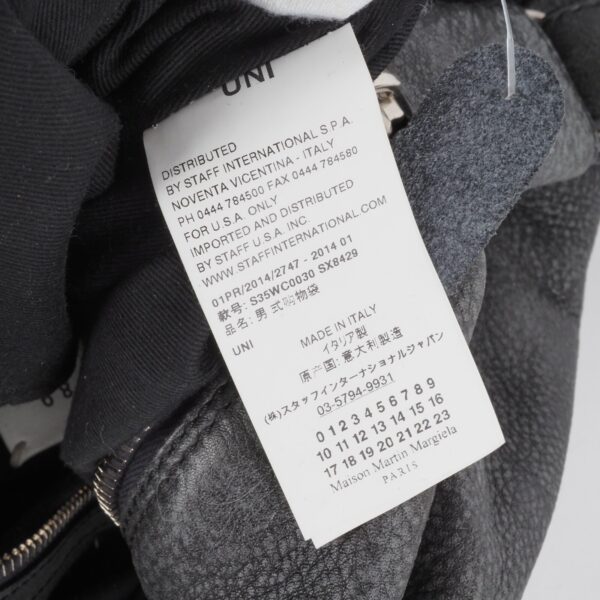 UNI
DISTRIBUTED
BY STAFF INTERNATIONAL S.P.A.
NOVENTA VICENTINA - ITALY
PH 0444 784500 FAX 0444 784580
FOR U.S.A. ONLY
IMPORTED AND DISTRIBUTED
BY STAFF U.S.A. INC.
WWW.STAFFINTERNATIONAL.COM
01PR/2014/2747 - 2014 01
款号: S35WC0030 SX8429
品名: 男式购物袋
UNI
MADE IN ITALY
イタリア製
原产国: 意大利製造
(株)スタッフインターナショナルジャパン
03-5794-9931
0 1 2 3 4 5 6 7 8 9
10 11 12 13 14 15 16
17 18 19 20 21 22 23
Maison Martin Margiela
PARIS